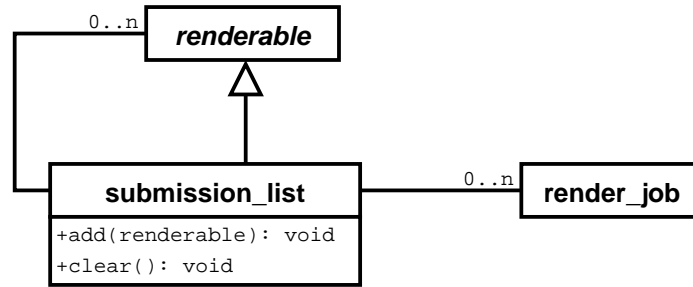 0..n
renderable
submission_list
0..n
render_job
+add(renderable): void
+clear(): void